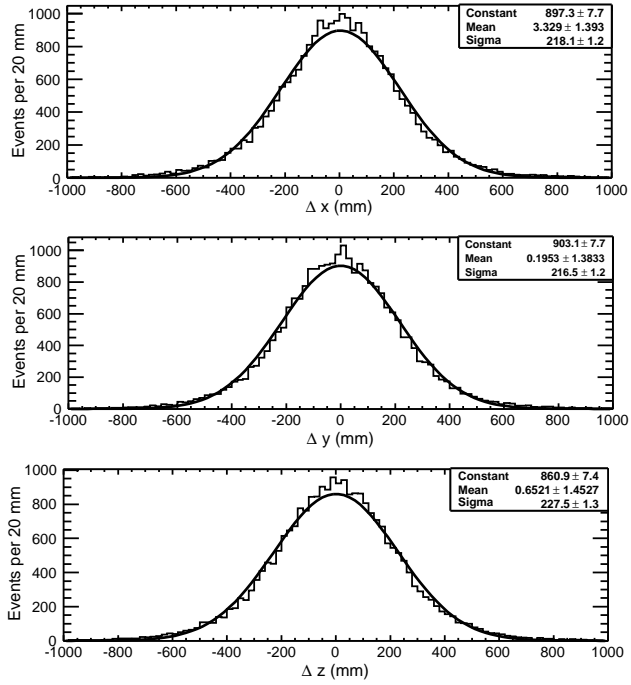 Events per 20 mm
Constant 897.3 ± 7.7
Mean 3.329 ± 1.393
Sigma 218.1 ± 1.2
1000
800
600
400
200
0
-1000 -800 -600 -400 -200 0 200 400 600 800 1000
Δ x (mm)
Events per 20 mm
Constant 903.1 ± 7.7
Mean 0.1953 ± 1.3833
Sigma 216.5 ± 1.2
1000
800
600
400
200
0
-1000 -800 -600 -400 -200 0 200 400 600 800 1000
Δ y (mm)
Events per 20 mm
Constant 860.9 ± 7.4
Mean 0.6521 ± 1.4527
Sigma 227.5 ± 1.3
1000
800
600
400
200
0
-1000 -800 -600 -400 -200 0 200 400 600 800 1000
Δ z (mm)